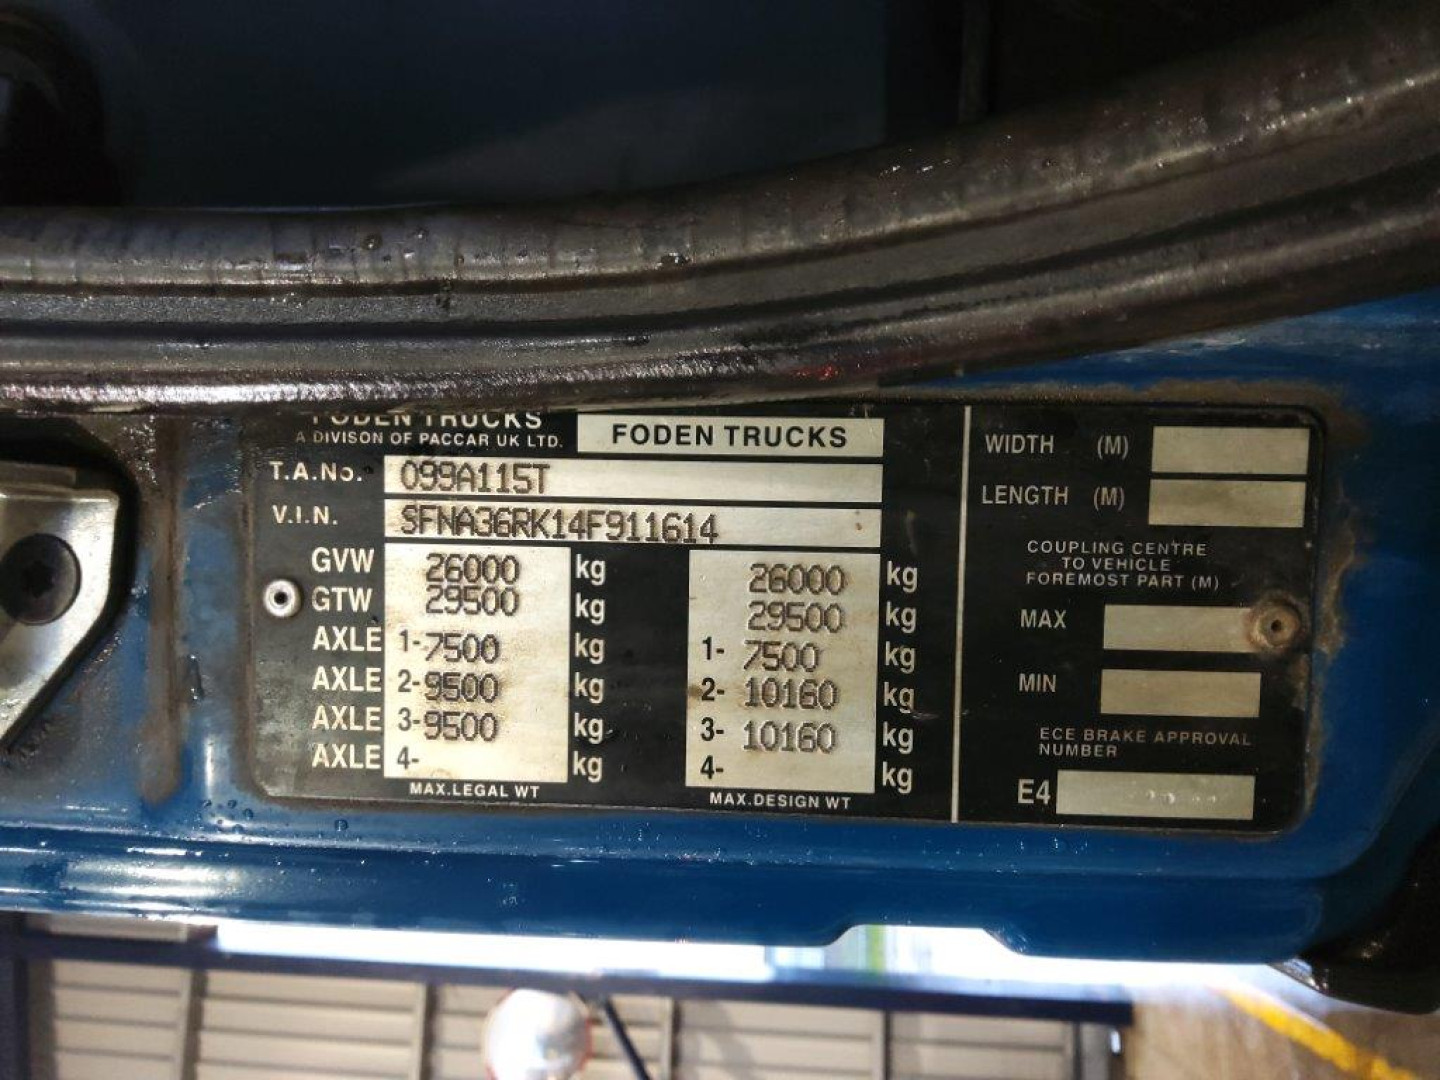 FODEN TRUCKS
A DIVISON OF PACCAR UK LTD.
FODEN TRUCKS
T.A.No. 099A115T
V.I.N. SFNA36RK14F911614
GVW 26000 kg 26000 kg
GTW 29500 kg 29500 kg
AXLE 1-7500 kg 1- 7500 kg
AXLE 2-9500 kg 2- 10160 kg
AXLE 3-9500 kg 3- 10160 kg
AXLE 4- kg 4- kg
MAX.LEGAL WT MAX.DESIGN WT
WIDTH (M)
LENGTH (M)
COUPLING CENTRE
TO VEHICLE
FOREMOST PART (M)
MAX
MIN
ECE BRAKE APPROVAL
NUMBER
E4